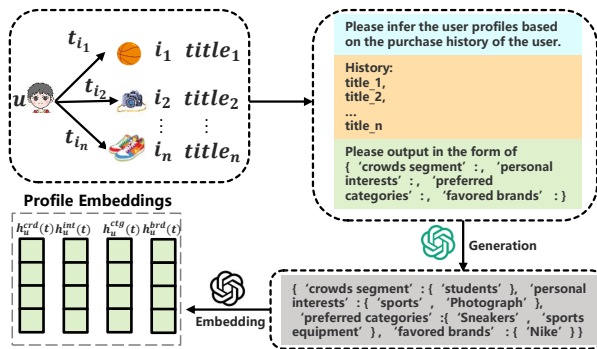 t_{i_1} i_1 title_1
u t_{i_2} i_2 title_2
⋮ ⋮
t_{i_n} i_n title_n
Please infer the user profiles based
on the purchase history of the user.
History:
title_1,
title_2,
...
title_n
Please output in the form of
{ ‘crowds segment’ : , ‘personal
interests’ : , ‘preferred
categories’ : , ‘favored brands’ : }
Generation
{ ‘crowds segment’ : { ‘students’ }, ‘personal
interests’ : { ‘sports’ , ‘Photograph’ },
‘preferred categories’ :{ ‘Sneakers’ , ‘sports
equipment’ } , ‘favored brands’ : { ‘Nike’ } }
Embedding
Profile Embeddings
h_u^{crd}(t) h_u^{int}(t) h_u^{ctg}(t) h_u^{brd}(t)